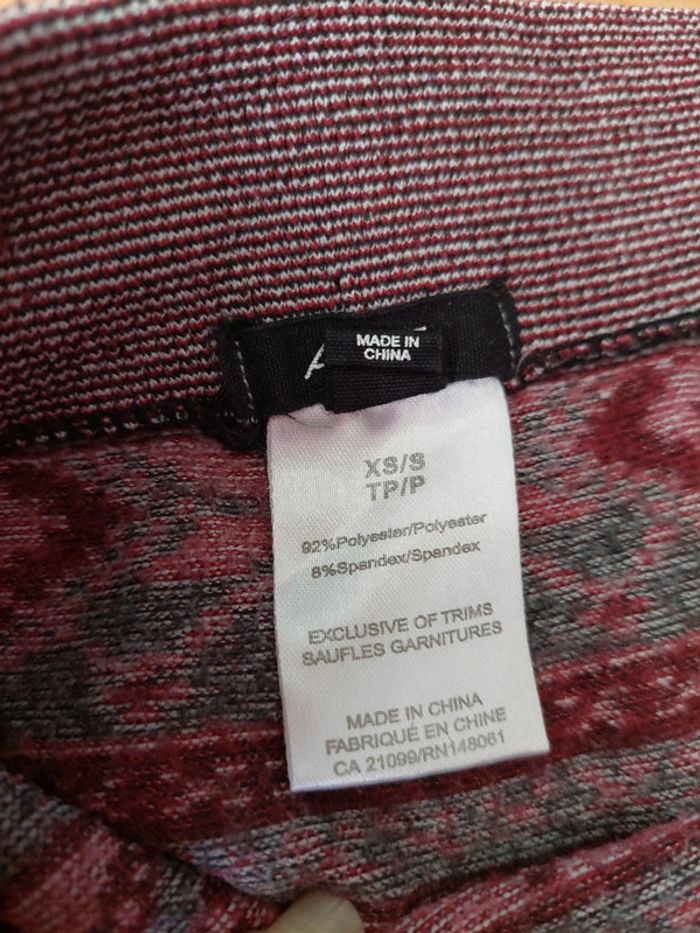 MADE IN
CHINA
XS/S
TP/P
92%Polyester/Polyester
8%Spandex/Spandex
EXCLUSIVE OF TRIMS
SAUFLES GARNITURES
MADE IN CHINA
FABRIQUÉ EN CHINE
CA 21099/RN148061